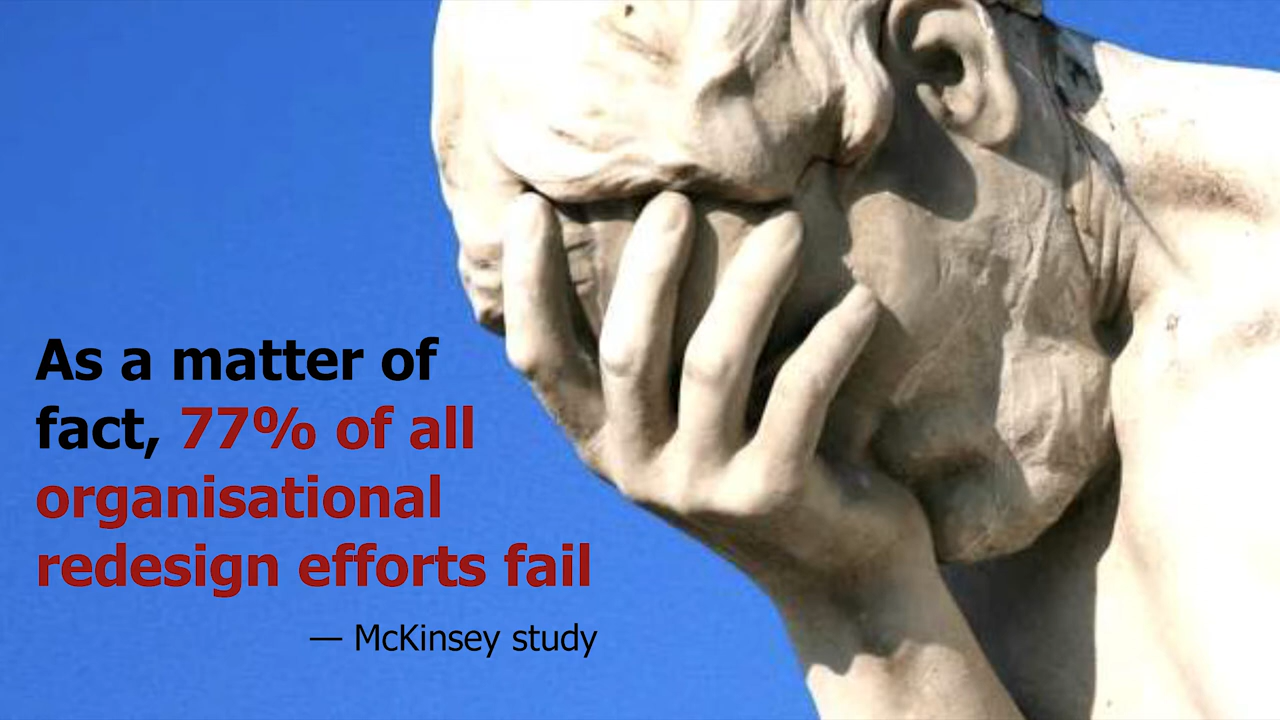 As a matter of
fact, 77% of all
organisational
redesign efforts fail
— McKinsey study